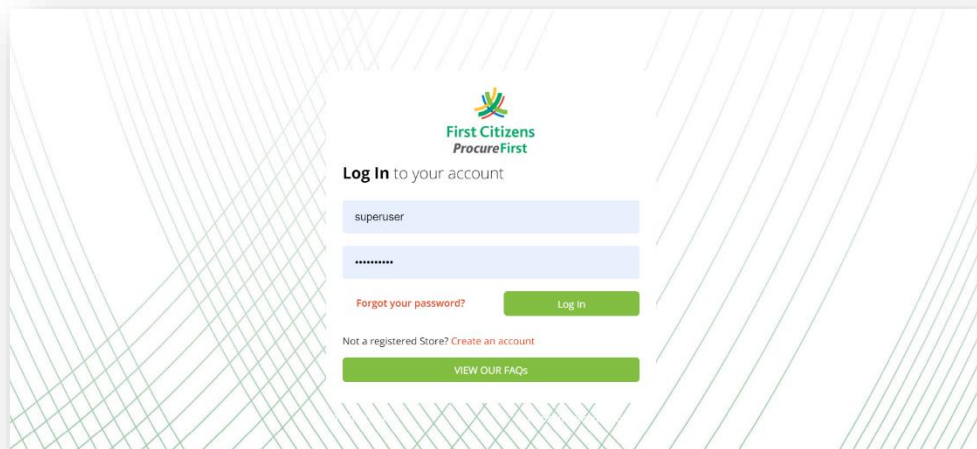 First Citizens
ProcureFirst
Log In to your account
superuser
••••••••••
Forgot your password?
Log In
Not a registered Store? Create an account
VIEW OUR FAQs